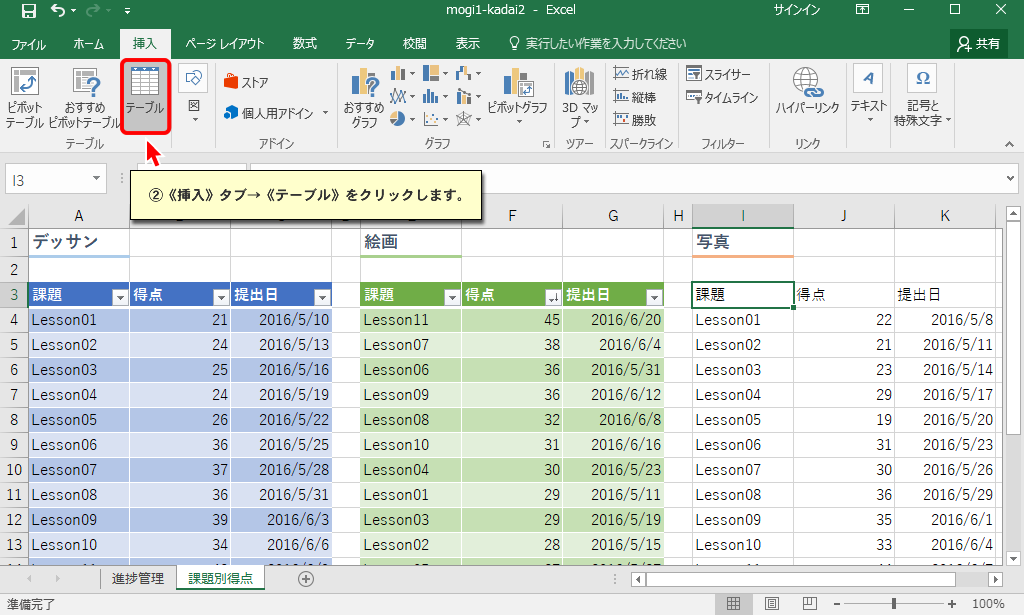 mogi1-kadai2 - Excel
サインイン
ファイル ホーム 挿入 ページ レイアウト 数式 データ 校閲 表示 実行したい作業を入力してください 共有
ピボット
テーブル
おすすめ
ピボットテーブル
テーブル
図
ストア
個人用アドイン
おすすめ
グラフ
ピボットグラフ
3D マッ
プ
折れ線
縦棒
勝敗
スライサー
タイムライン
ハイパーリンク
テキスト
記号と
特殊文字
テーブル アドイン グラフ ツアー スパークライン フィルター リンク
I3
②《挿入》タブ→《テーブル》をクリックします。
A F G H I J K
1 デッサン 絵画 写真
2
3 課題 得点 提出日 課題 得点 提出日 課題 得点 提出日
4 Lesson01 21 2016/5/10 Lesson11 45 2016/6/20 Lesson01 22 2016/5/8
5 Lesson02 24 2016/5/13 Lesson07 38 2016/6/4 Lesson02 21 2016/5/11
6 Lesson03 25 2016/5/16 Lesson06 36 2016/5/31 Lesson03 23 2016/5/14
7 Lesson04 24 2016/5/19 Lesson09 36 2016/6/12 Lesson04 29 2016/5/17
8 Lesson05 26 2016/5/22 Lesson08 32 2016/6/8 Lesson05 19 2016/5/20
9 Lesson06 36 2016/5/25 Lesson10 31 2016/6/16 Lesson06 31 2016/5/23
10 Lesson07 37 2016/5/28 Lesson04 30 2016/5/23 Lesson07 30 2016/5/26
11 Lesson08 36 2016/5/31 Lesson01 29 2016/5/11 Lesson08 36 2016/5/29
12 Lesson09 39 2016/6/3 Lesson03 29 2016/5/19 Lesson09 35 2016/6/1
13 Lesson10 34 2016/6/6 Lesson02 28 2016/5/15 Lesson10 33 2016/6/4
進捗管理 課題別得点
準備完了
100%